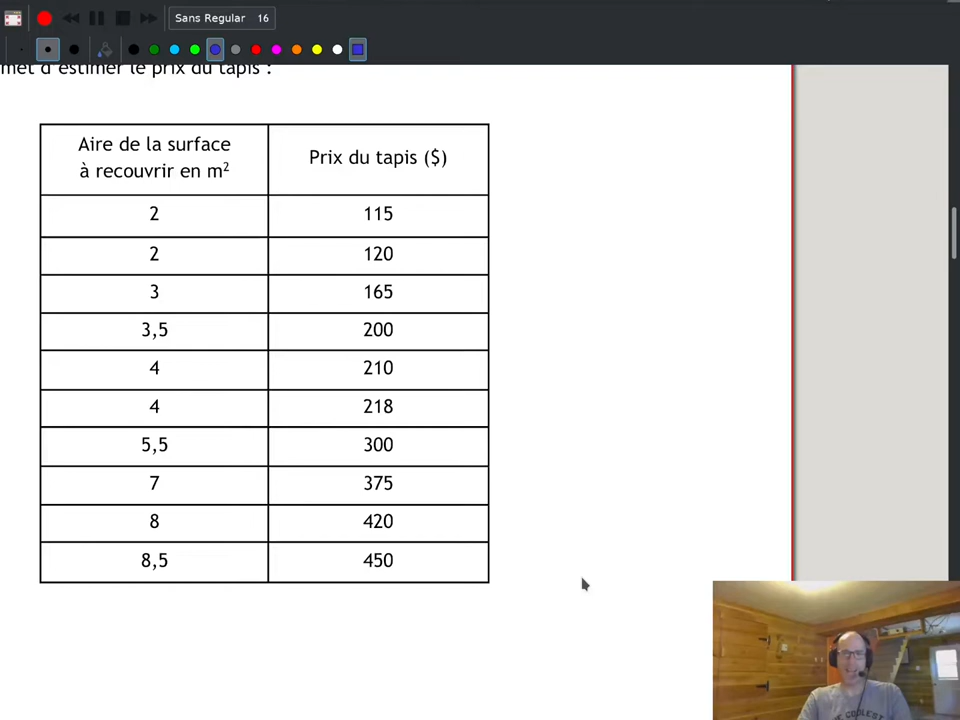 Sans Regular 16
met d'estimer le prix du tapis :
Aire de la surface
à recouvrir en m²
Prix du tapis ($)
2 115
2 120
3 165
3,5 200
4 210
4 218
5,5 300
7 375
8 420
8,5 450
COOLEST